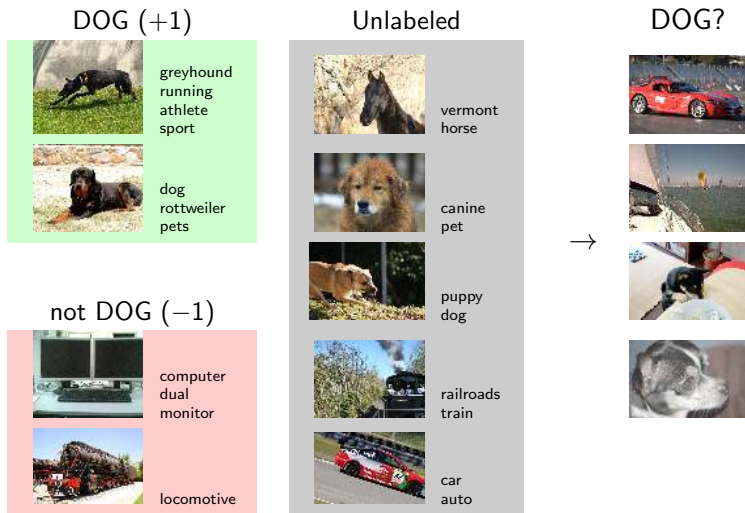 DOG (+1)
greyhound
running
athlete
sport
dog
rottweiler
pets
not DOG (−1)
computer
dual
monitor
locomotive
Unlabeled
vermont
horse
canine
pet
puppy
dog
railroads
train
car
auto
→
DOG?